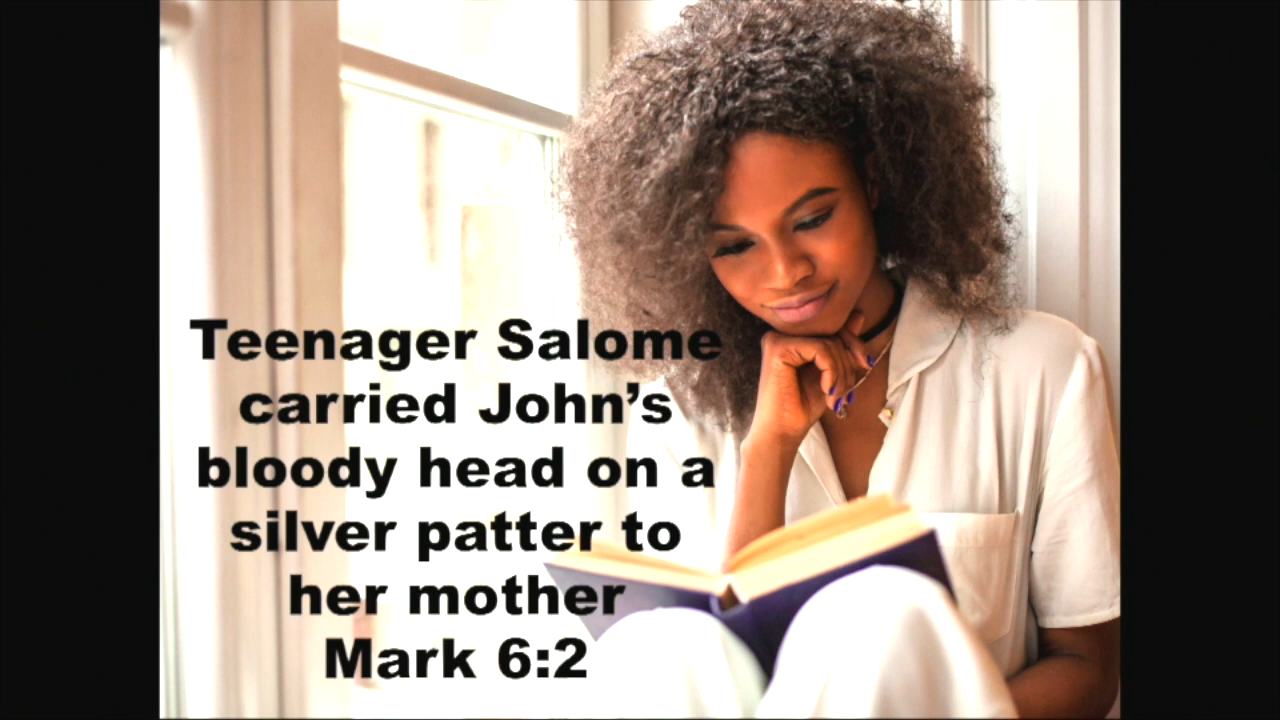 Teenager Salome
carried John’s
bloody head on a
silver patter to
her mother
Mark 6:2